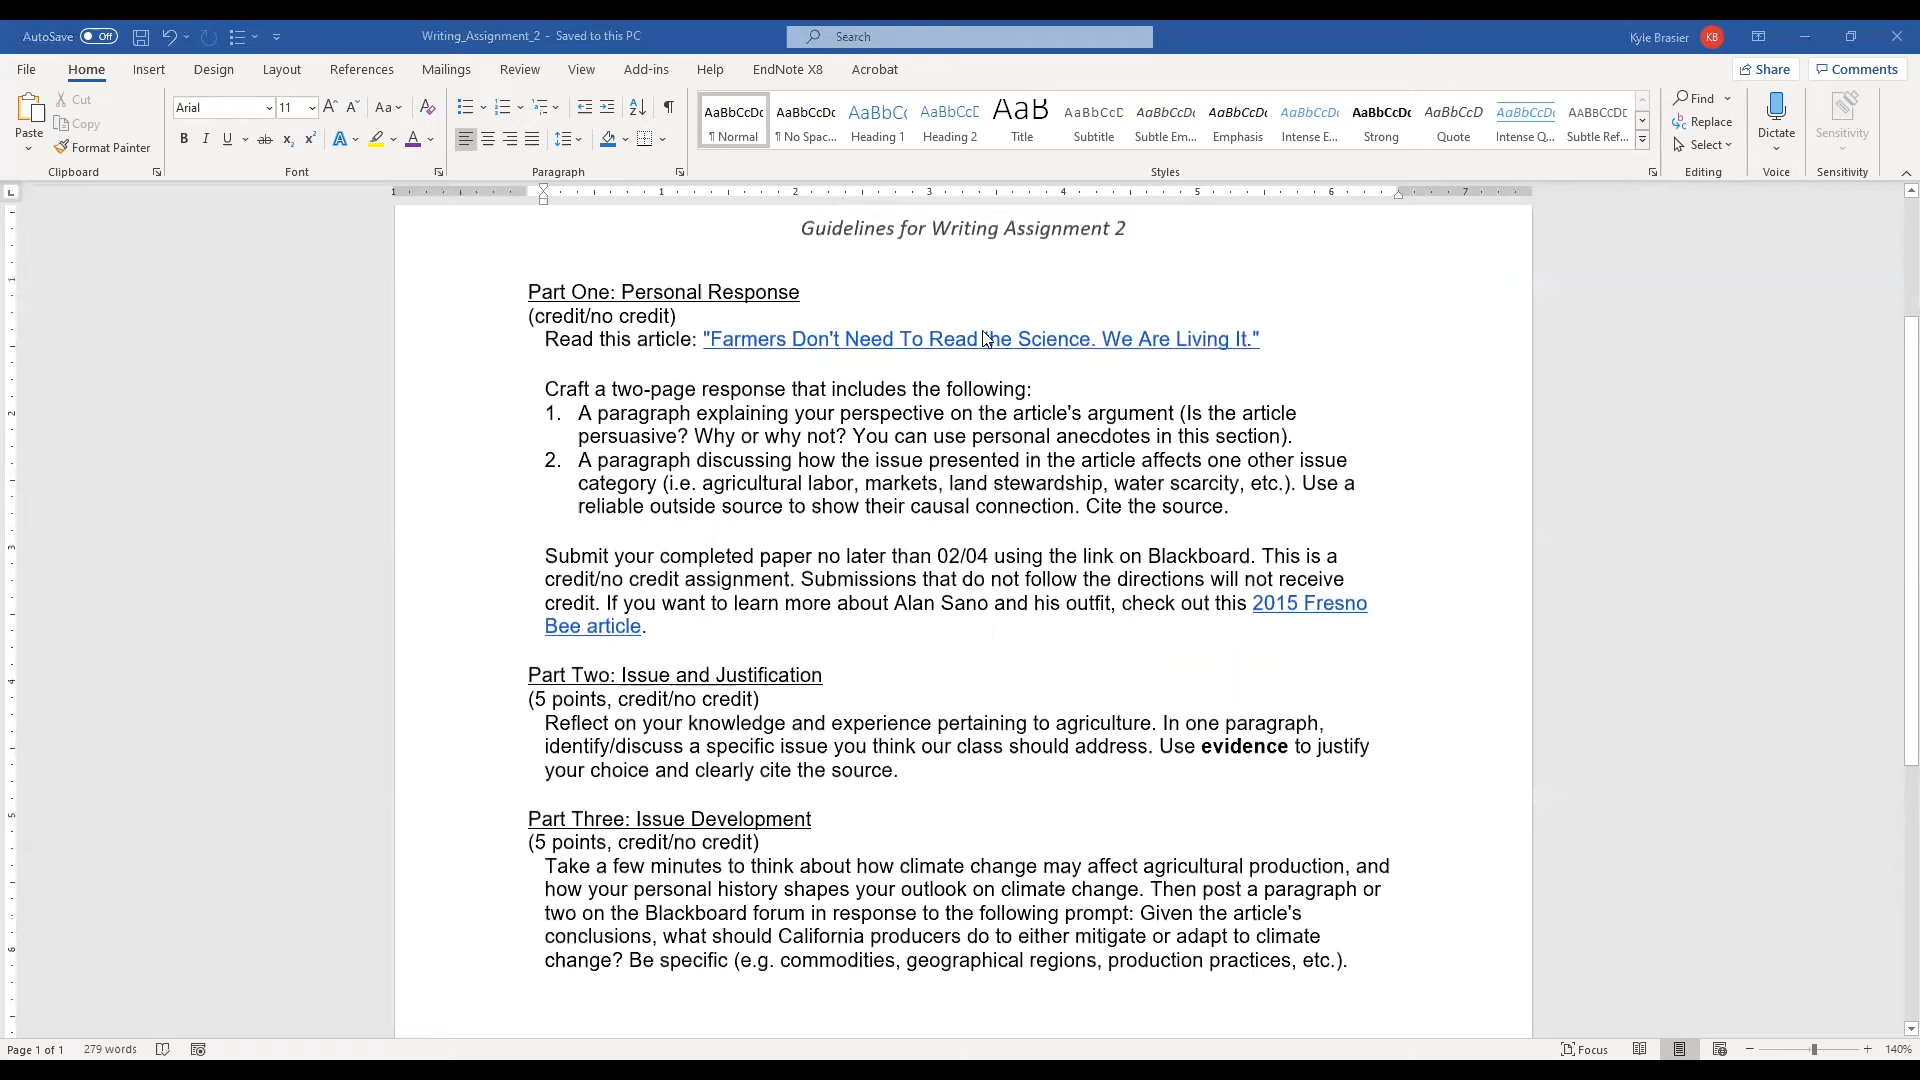 AutoSave Off Writing_Assignment_2 - Saved to this PC Search Kyle Brasier KB
File Home Insert Design Layout References Mailings Review View Add-ins Help EndNote X8 Acrobat Share Comments
Paste Cut Copy Format Painter
Arial 11
AaBbCcDc AaBbCcDc AaBbCc AaBbCcD AaB AaBbCcD AaBbCcDc AaBbCcDc AaBbCcDc AaBbCcDc AaBbCcDc AaBbCcDc AABBCCDC
¶ Normal ¶ No Spac... Heading 1 Heading 2 Title Subtitle Subtle Em... Emphasis Intense E... Strong Quote Intense Q... Subtle Ref...
Find Replace Select Dictate Sensitivity
Clipboard Font Paragraph Styles Editing Voice Sensitivity
1 1 2 3 4 5 6 7
Guidelines for Writing Assignment 2
Part One: Personal Response
(credit/no credit)
Read this article: "Farmers Don't Need To Read the Science. We Are Living It."
Craft a two-page response that includes the following:
1. A paragraph explaining your perspective on the article's argument (Is the article
persuasive? Why or why not? You can use personal anecdotes in this section).
2. A paragraph discussing how the issue presented in the article affects one other issue
category (i.e. agricultural labor, markets, land stewardship, water scarcity, etc.). Use a
reliable outside source to show their causal connection. Cite the source.
Submit your completed paper no later than 02/04 using the link on Blackboard. This is a
credit/no credit assignment. Submissions that do not follow the directions will not receive
credit. If you want to learn more about Alan Sano and his outfit, check out this 2015 Fresno
Bee article.
Part Two: Issue and Justification
(5 points, credit/no credit)
Reflect on your knowledge and experience pertaining to agriculture. In one paragraph,
identify/discuss a specific issue you think our class should address. Use evidence to justify
your choice and clearly cite the source.
Part Three: Issue Development
(5 points, credit/no credit)
Take a few minutes to think about how climate change may affect agricultural production, and
how your personal history shapes your outlook on climate change. Then post a paragraph or
two on the Blackboard forum in response to the following prompt: Given the article's
conclusions, what should California producers do to either mitigate or adapt to climate
change? Be specific (e.g. commodities, geographical regions, production practices, etc.).
Page 1 of 1 279 words Focus 140%